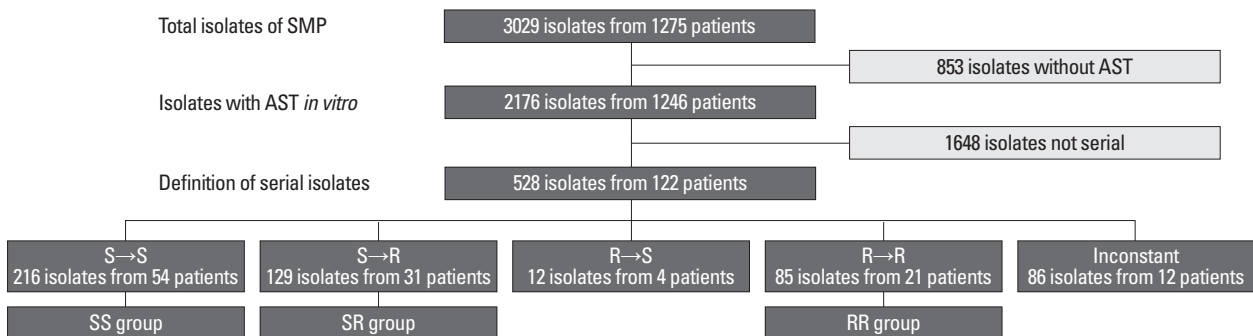 Total isolates of SMP
3029 isolates from 1275 patients
853 isolates without AST
Isolates with AST in vitro
2176 isolates from 1246 patients
1648 isolates not serial
Definition of serial isolates
528 isolates from 122 patients
S→S
216 isolates from 54 patients
S→R
129 isolates from 31 patients
R→S
12 isolates from 4 patients
R→R
85 isolates from 21 patients
Inconstant
86 isolates from 12 patients
SS group
SR group
RR group